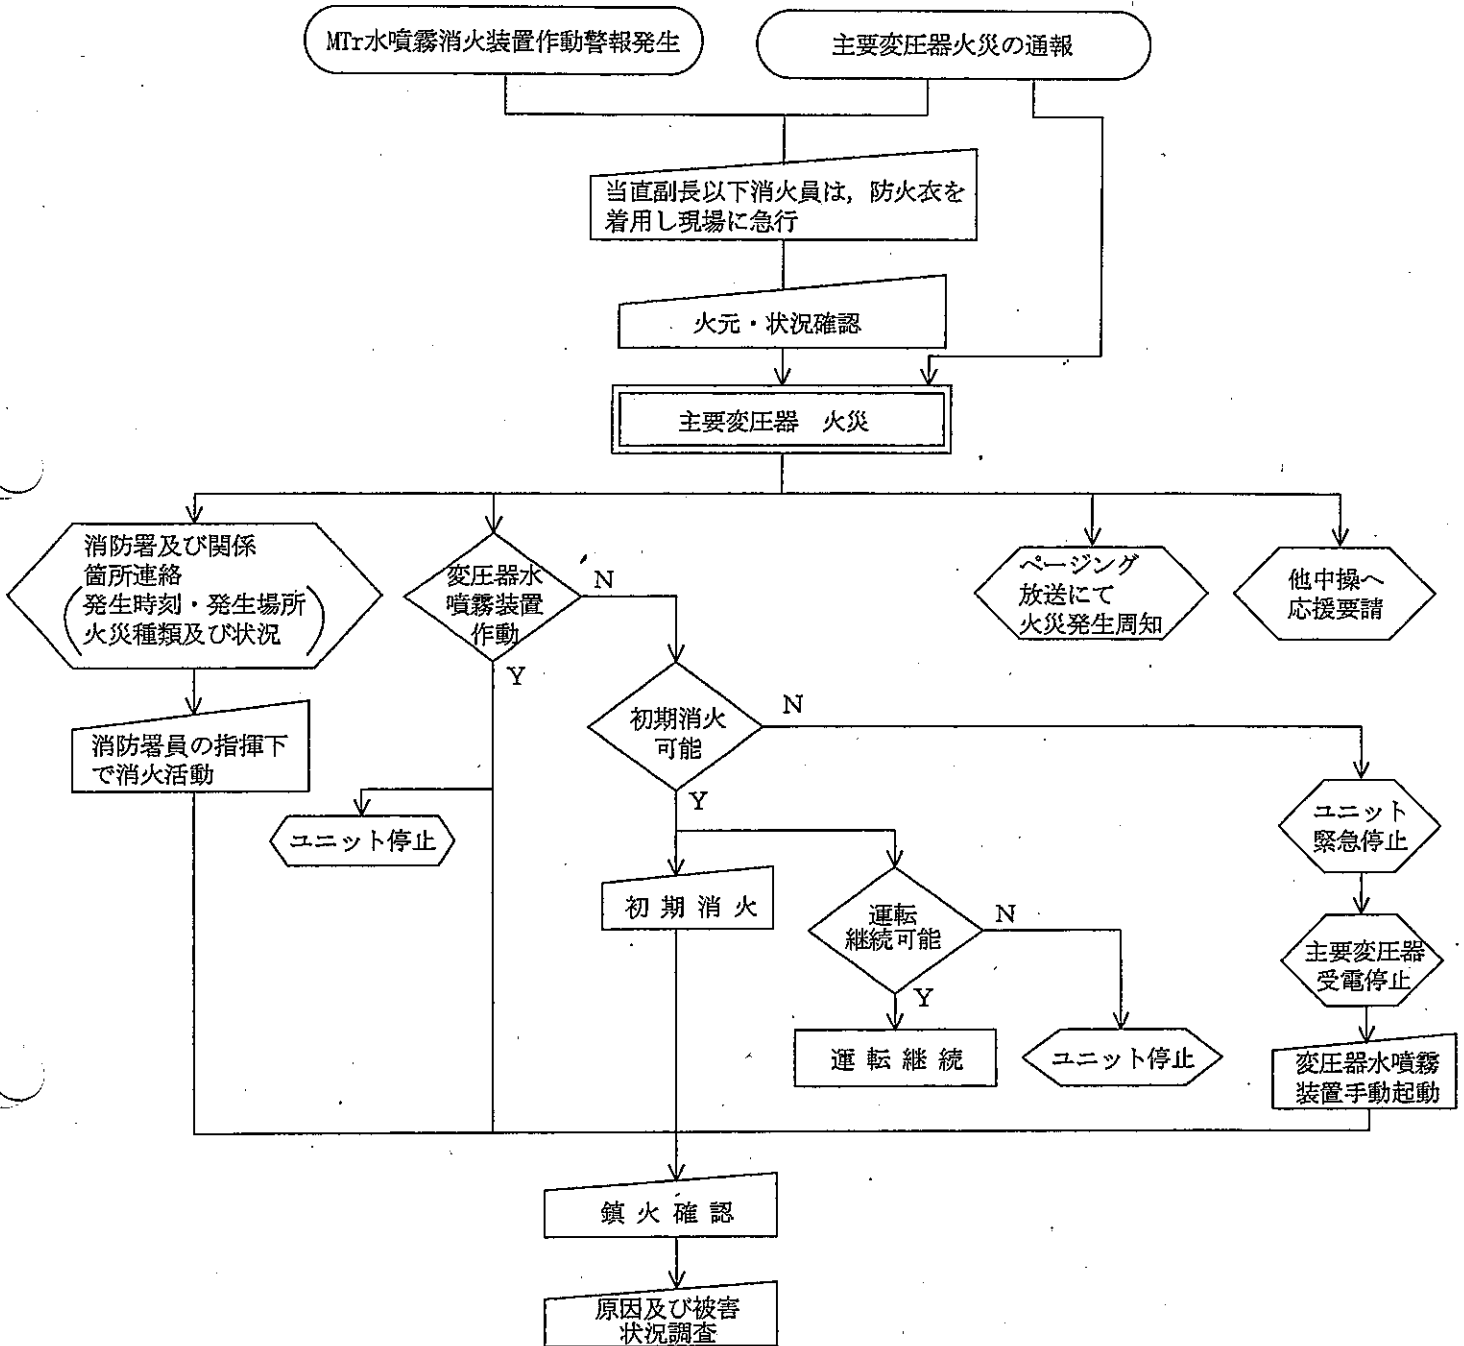 MTr水噴霧消火装置作動警報発生
主要変圧器火災の通報
当直副長以下消火員は，防火衣を
着用し現場に急行
火元・状況確認
主要変圧器　火災
消防署及び関係
箇所連絡
(発生時刻・発生場所
火災種類及び状況)
変圧器水
噴霧装置
作動
N
Y
ページング
放送にて
火災発生周知
他中操へ
応援要請
消防署員の指揮下
で消火活動
初期消火
可能
N
Y
ユニット停止
ユニット
緊急停止
初 期 消 火
運転
継続可能
N
Y
主要変圧器
受電停止
運 転 継 続
ユニット停止
変圧器水噴霧
装置手動起動
鎮 火 確 認
原因及び被害
状況調査